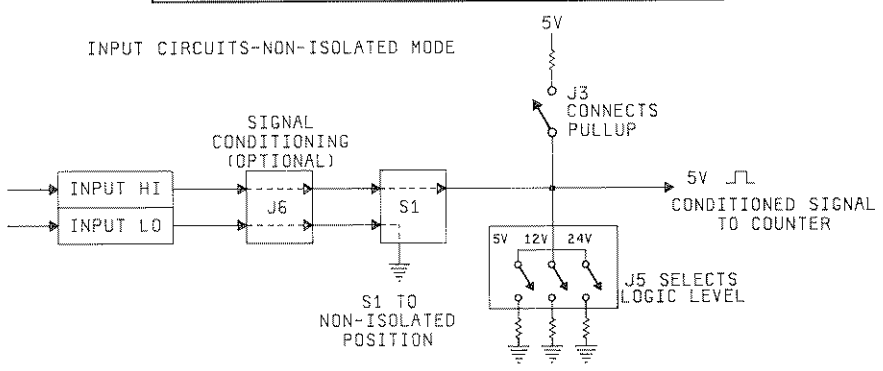 INPUT CIRCUITS-NON-ISOLATED MODE
5V
J3
CONNECTS
PULLUP
SIGNAL
CONDITIONING
(OPTIONAL)
INPUT HI
INPUT LO
J6
S1
5V
CONDITIONED SIGNAL
TO COUNTER
5V 12V 24V
J5 SELECTS
LOGIC LEVEL
S1 TO
NON-ISOLATED
POSITION